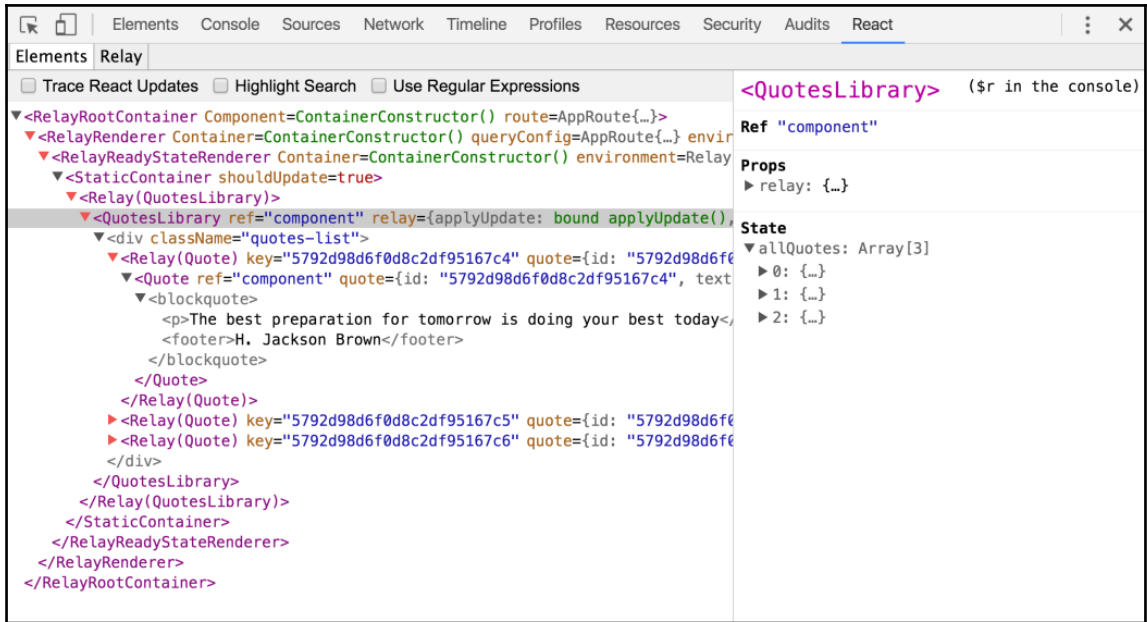 Elements Console Sources Network Timeline Profiles Resources Security Audits React
Elements Relay
Trace React Updates Highlight Search Use Regular Expressions
<RelayRootContainer Component=ContainerConstructor() route=AppRoute{…}>
<RelayRenderer Container=ContainerConstructor() queryConfig=AppRoute{…} envir
<RelayReadyStateRenderer Container=ContainerConstructor() environment=Relay
<StaticContainer shouldUpdate=true>
<Relay(QuotesLibrary)>
<QuotesLibrary ref="component" relay={applyUpdate: bound applyUpdate(),
<div className="quotes-list">
<Relay(Quote) key="5792d98d6f0d8c2df95167c4" quote={id: "5792d98d6f0
<Quote ref="component" quote={id: "5792d98d6f0d8c2df95167c4", text
<blockquote>
<p>The best preparation for tomorrow is doing your best today</
<footer>H. Jackson Brown</footer>
</blockquote>
</Quote>
</Relay(Quote)>
<Relay(Quote) key="5792d98d6f0d8c2df95167c5" quote={id: "5792d98d6f0
<Relay(Quote) key="5792d98d6f0d8c2df95167c6" quote={id: "5792d98d6f0
</div>
</QuotesLibrary>
</Relay(QuotesLibrary)>
</StaticContainer>
</RelayReadyStateRenderer>
</RelayRenderer>
</RelayRootContainer>
<QuotesLibrary> ($r in the console)
Ref "component"
Props
relay: {…}
State
allQuotes: Array[3]
0: {…}
1: {…}
2: {…}